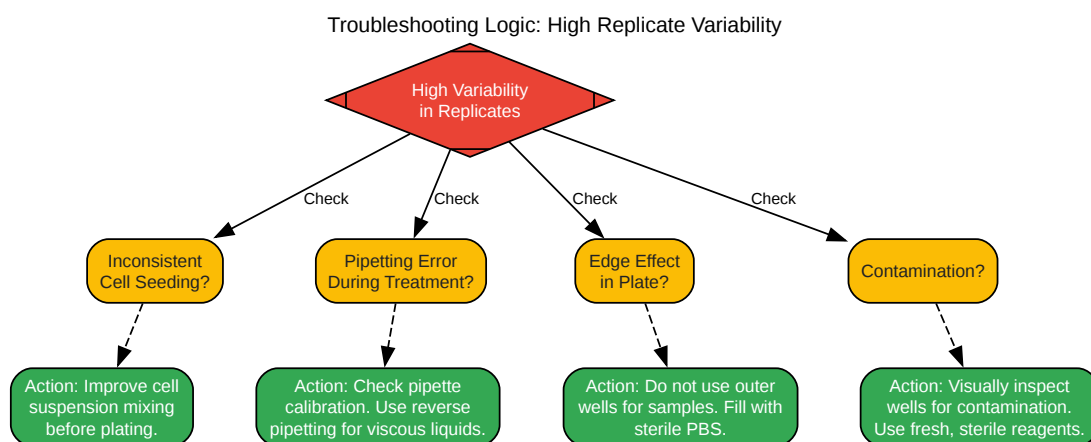 Troubleshooting Logic: High Replicate Variability
High Variability
in Replicates
Check
Check
Check
Check
Inconsistent
Cell Seeding?
Pipetting Error
During Treatment?
Edge Effect
in Plate?
Contamination?
Action: Improve cell
suspension mixing
before plating.
Action: Check pipette
calibration. Use reverse
pipetting for viscous liquids.
Action: Do not use outer
wells for samples. Fill with
sterile PBS.
Action: Visually inspect
wells for contamination.
Use fresh, sterile reagents.